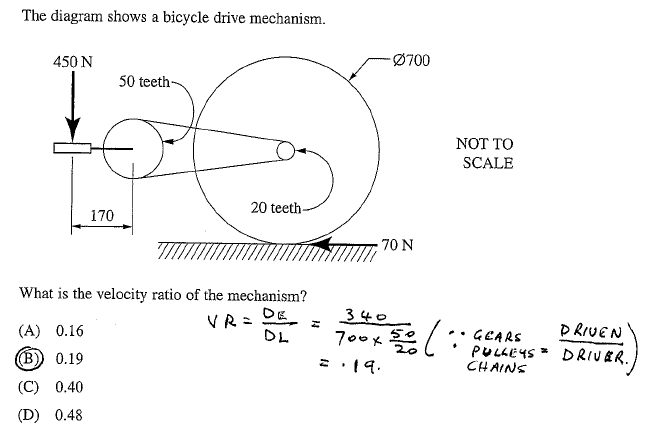 The diagram shows a bicycle drive mechanism.
450 N
50 teeth
Ø700
NOT TO
SCALE
170
20 teeth
70 N
What is the velocity ratio of the mechanism?
(A) 0.16
(B) 0.19
(C) 0.40
(D) 0.48
VR = DE/DL = 340/(700 × 50/20) (∵ GEARS PULLEYS CHAINS = DRIVEN/DRIVER.)
= .19.